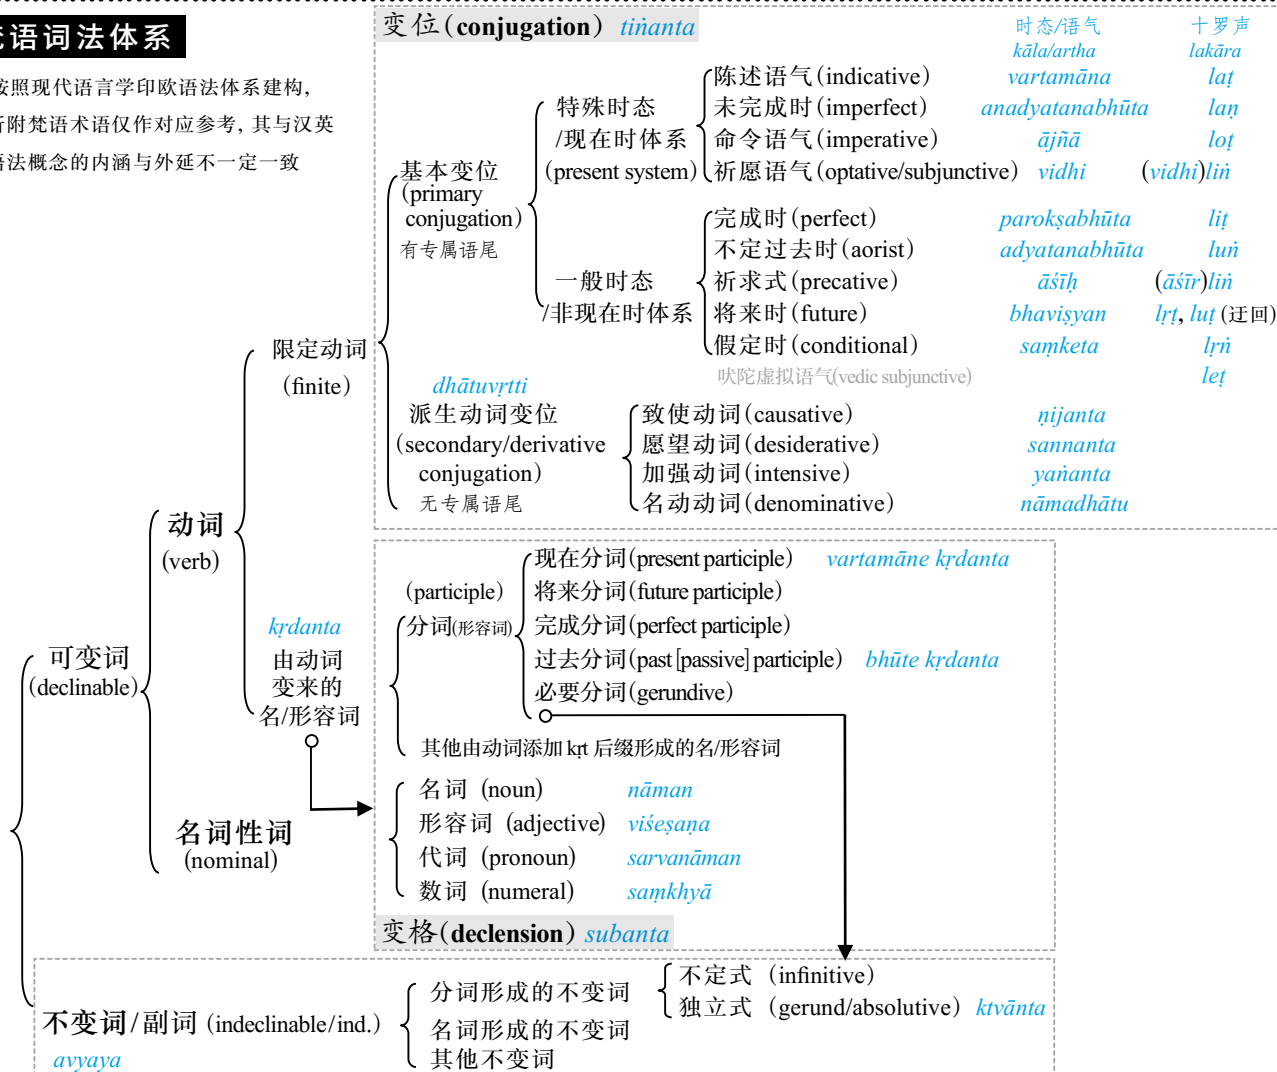 语词法体系
按照现代语言学印欧语法体系建构,
附梵语术语仅作对应参考, 其与汉英
语法概念的内涵与外延不一定一致
变位(conjugation) tiṅanta
时态/语气 十罗声
kāla/artha lakāra
特殊时态
/现在时体系
(present system)
陈述语气(indicative) vartamāna laṭ
未完成时(imperfect) anadyatanabhūta laṇ
命令语气(imperative) ājñā loṭ
祈愿语气(optative/subjunctive) vidhi (vidhi)liṅ
基本变位
(primary
conjugation)
有专属语尾
一般时态
/非现在时体系
完成时(perfect) parokṣabhūta liṭ
不定过去时(aorist) adyatanabhūta luṅ
祈求式(precative) āśīḥ (āśīr)liṅ
将来时(future) bhaviṣyan lṛṭ, luṭ (迂回)
假定时(conditional) saṃketa lṛṅ
吠陀虚拟语气(vedic subjunctive) leṭ
限定动词
(finite)
dhātuvṛtti
派生动词变位
(secondary/derivative
conjugation)
无专属语尾
致使动词(causative) ṇijanta
愿望动词(desiderative) sannanta
加强动词(intensive) yaṅanta
名动动词(denominative) nāmadhātu
动词
(verb)
kṛdanta
由动词
变来的
名/形容词
(participle)
分词(形容词)
现在分词(present participle) vartamāne kṛdanta
将来分词(future participle)
完成分词(perfect participle)
过去分词(past [passive] participle) bhūte kṛdanta
必要分词(gerundive)
其他由动词添加 kṛt 后缀形成的名/形容词
可变词
(declinable)
名词性词
(nominal)
名词 (noun) nāman
形容词 (adjective) viśeṣaṇa
代词 (pronoun) sarvanāman
数词 (numeral) saṃkhyā
变格(declension) subanta
不变词/副词 (indeclinable/ind.)
avyaya
分词形成的不变词
不定式 (infinitive)
独立式 (gerund/absolutive) ktvānta
名词形成的不变词
其他不变词